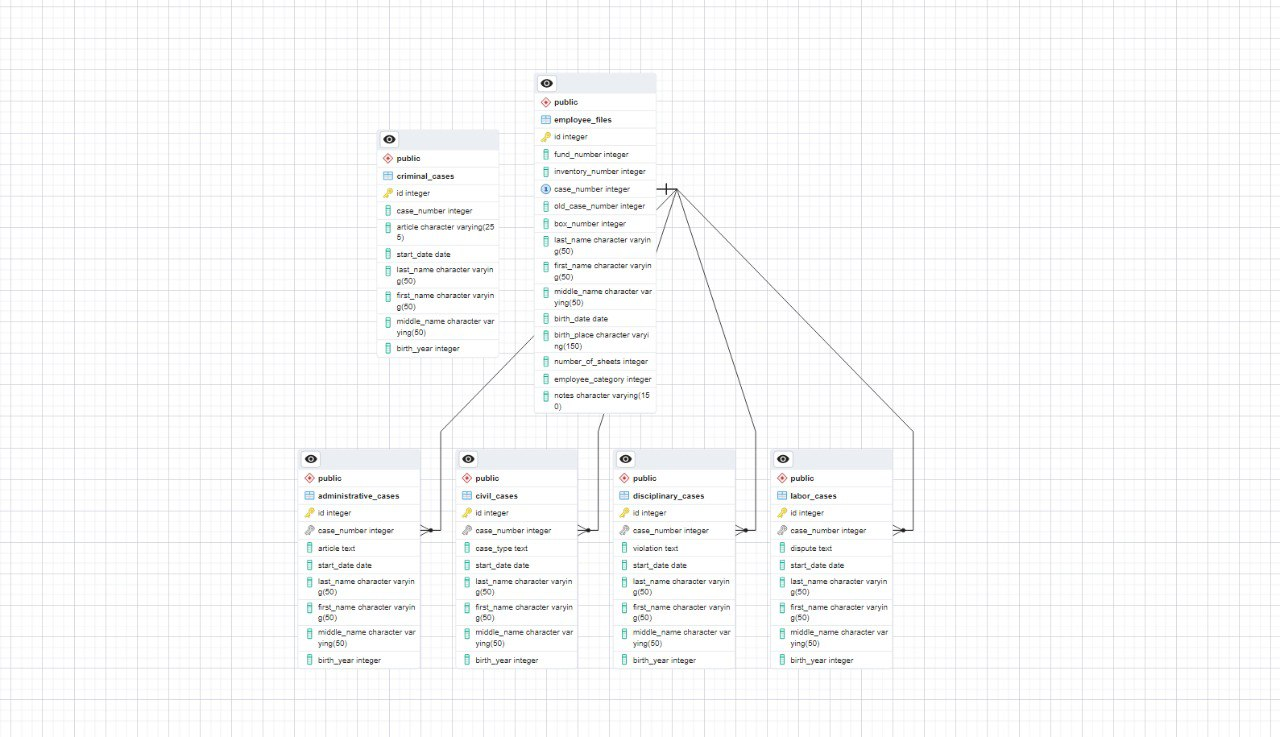 public
employee_files
id integer
fund_number integer
inventory_number integer
1
case_number integer
old_case_number integer
box_number integer
last_name character varyin
g(50)
first_name character varyin
g(50)
middle_name character var
ying(50)
birth_date date
birth_place character varyi
ng(150)
number_of_sheets integer
employee_category integer
notes character varying(15
0)
public
criminal_cases
id integer
case_number integer
article character varying(25
5)
start_date date
last_name character varyin
g(50)
first_name character varyin
g(50)
middle_name character var
ying(50)
birth_year integer
public
administrative_cases
id integer
case_number integer
article text
start_date date
last_name character varyin
g(50)
first_name character varyin
g(50)
middle_name character var
ying(50)
birth_year integer
public
civil_cases
id integer
case_number integer
case_type text
start_date date
last_name character varyin
g(50)
first_name character varyin
g(50)
middle_name character var
ying(50)
birth_year integer
public
disciplinary_cases
id integer
case_number integer
violation text
start_date date
last_name character varyin
g(50)
first_name character varyin
g(50)
middle_name character var
ying(50)
birth_year integer
public
labor_cases
id integer
case_number integer
dispute text
start_date date
last_name character varyin
g(50)
first_name character varyin
g(50)
middle_name character var
ying(50)
birth_year integer